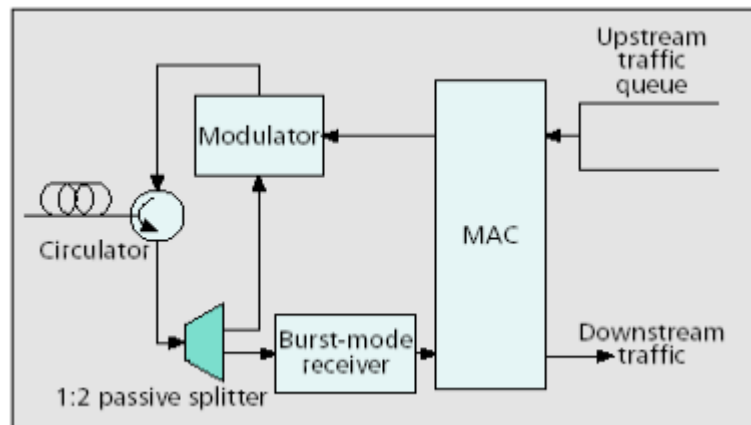 Upstream
traffic
queue
Modulator
MAC
Circulator
Burst-mode
receiver
Downstream
traffic
1:2 passive splitter